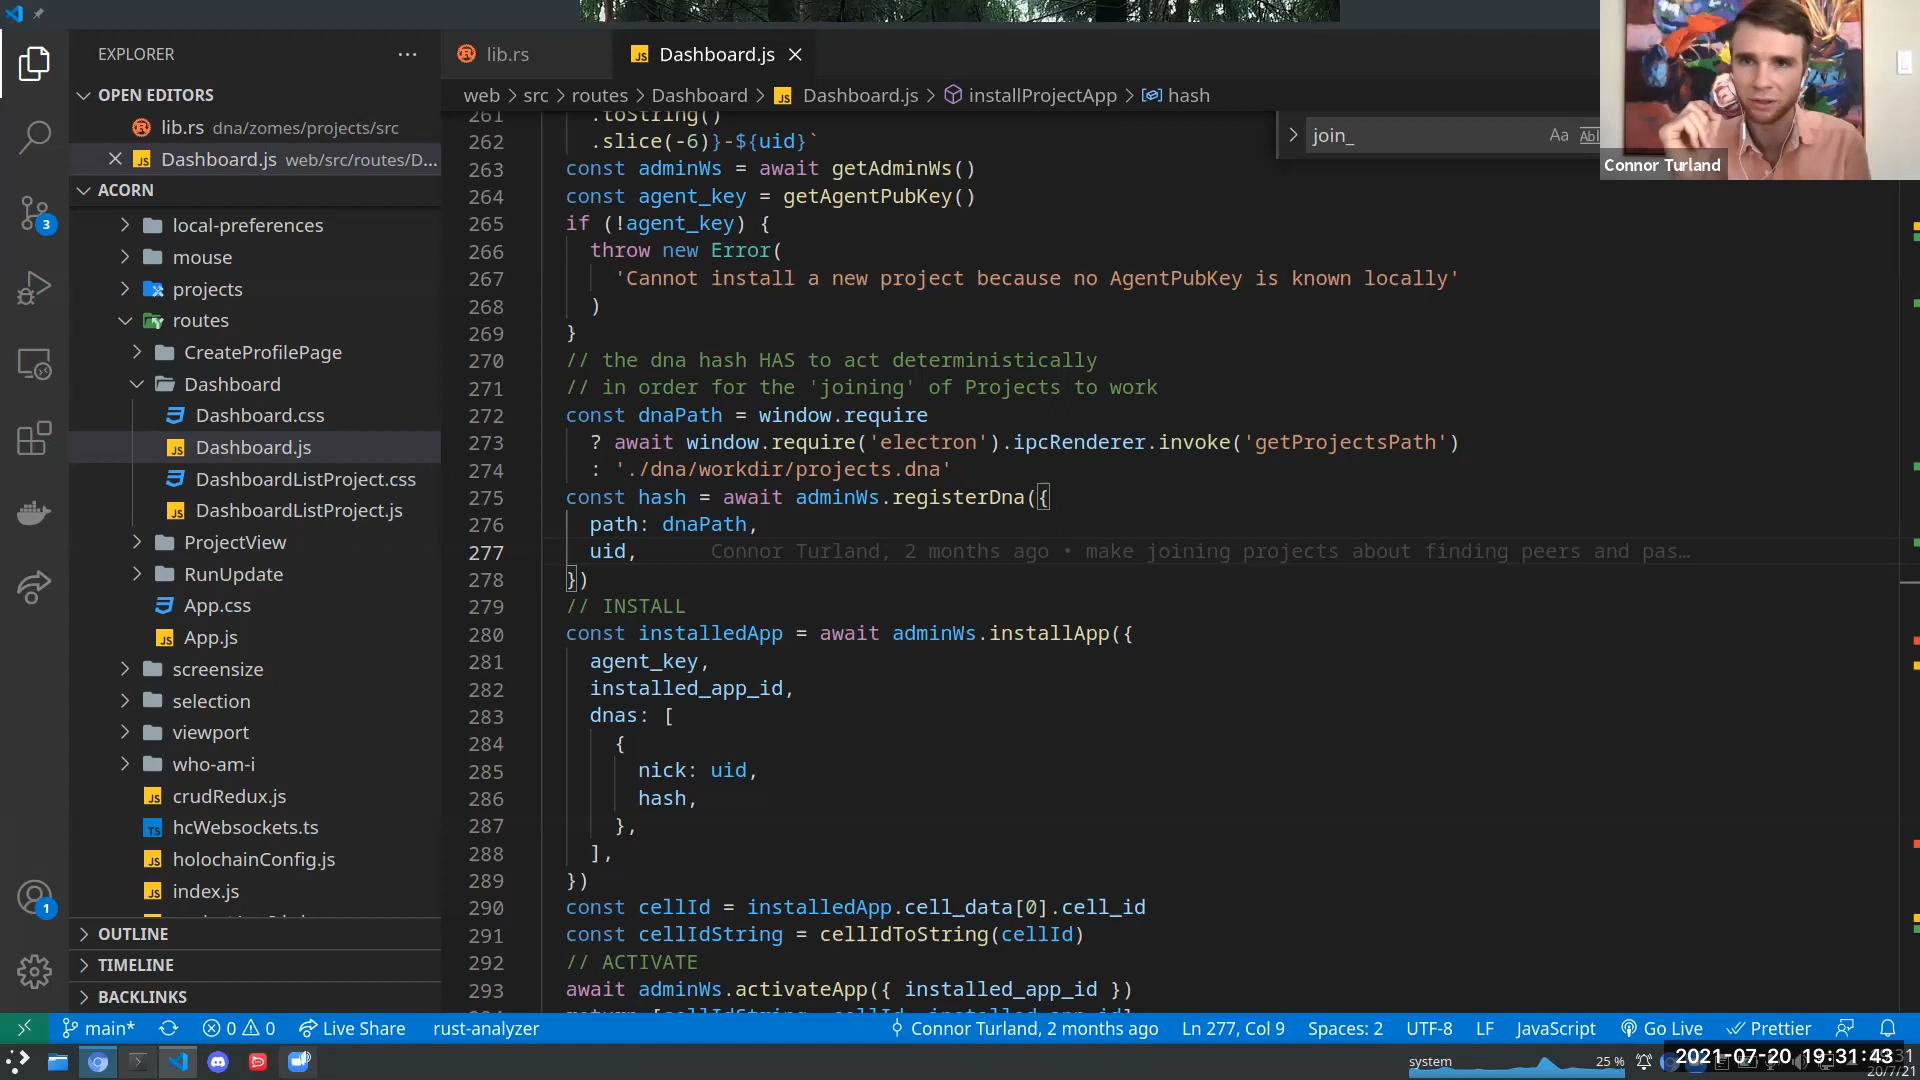 EXPLORER
OPEN EDITORS
lib.rs dna/zomes/projects/src
Dashboard.js web/src/routes/D...
ACORN
local-preferences
mouse
projects
routes
CreateProfilePage
Dashboard
Dashboard.css
Dashboard.js
DashboardListProject.css
DashboardListProject.js
ProjectView
RunUpdate
App.css
App.js
screensize
selection
viewport
who-am-i
crudRedux.js
hcWebsockets.ts
holochainConfig.js
index.js
OUTLINE
TIMELINE
BACKLINKS
3
1
lib.rs
Dashboard.js
web > src > routes > Dashboard > Dashboard.js > installProjectApp > hash
join_
Aa
Connor Turland
261 .toString()
262 .slice(-6)}-${uid}`
263 const adminWs = await getAdminWs()
264 const agent_key = getAgentPubKey()
265 if (!agent_key) {
266 throw new Error(
267 'Cannot install a new project because no AgentPubKey is known locally'
268 )
269 }
270 // the dna hash HAS to act deterministically
271 // in order for the 'joining' of Projects to work
272 const dnaPath = window.require
273 ? await window.require('electron').ipcRenderer.invoke('getProjectsPath')
274 : './dna/workdir/projects.dna'
275 const hash = await adminWs.registerDna({
276 path: dnaPath,
277 uid, Connor Turland, 2 months ago • make joining projects about finding peers and pas...
278 })
279 // INSTALL
280 const installedApp = await adminWs.installApp({
281 agent_key,
282 installed_app_id,
283 dnas: [
284 {
285 nick: uid,
286 hash,
287 },
288 ],
289 })
290 const cellId = installedApp.cell_data[0].cell_id
291 const cellIdString = cellIdToString(cellId)
292 // ACTIVATE
293 await adminWs.activateApp({ installed_app_id })
main* 0 0 Live Share rust-analyzer Connor Turland, 2 months ago Ln 277, Col 9 Spaces: 2 UTF-8 LF JavaScript Go Live Prettier
system 25 % 2021-07-20 19:31:43
20/7/21